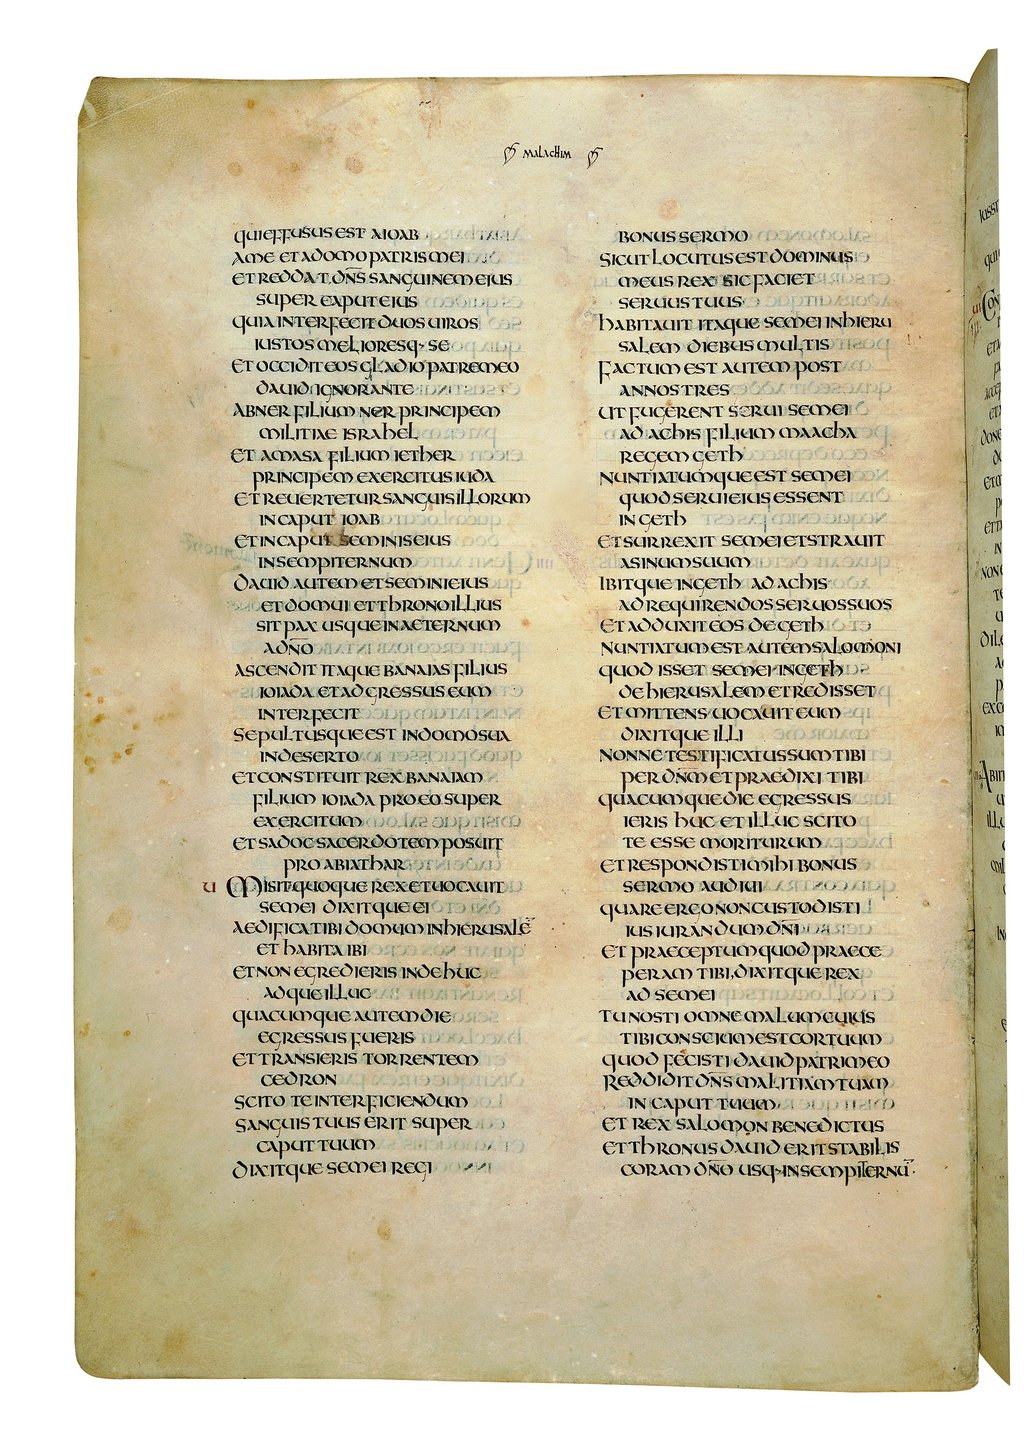 MALACHIM
QUI EFFUSUS EST A IOAB
A ME ET A DOMO PATRIS MEI
ET REDDAT DN̄S SANGUINEM EIUS
SUPER CAPUT EIUS
QUIA INTERFECIT DUOS UIROS
IUSTOS MELIORESQ· SE
ET OCCIDIT EOS GLADIO PATRE MEO
DAUID IGNORANTE
ABNER FILIUM NER PRINCIPEM
MILITIAE ISRAHEL
ET AMASA FILIUM IETHER
PRINCIPEM EXERCITUS IUDA
ET REUERTETUR SANGUIS ILLORUM
IN CAPUT IOAB
ET IN CAPUT SEMINIS EIUS
IN SEMPITERNUM
DAUID AUTEM ET SEMINI EIUS
ET DOMUI ET THRONO ILLIUS
SIT PAX USQUE IN AETERNUM
A DN̄O
ASCENDIT ITAQUE BANAIAS FILIUS
IOIADA ET ADGRESSUS EUM
INTERFECIT
SEPULTUSQUE EST IN DOMO SUA
IN DESERTO
ET CONSTITUIT REX BANAIAM
FILIUM IOIADA PRO EO SUPER
EXERCITUM
ET SADOC SACERDOTEM POSUIT
PRO ABIATHAR
U MISIT QUOQUE REX ET UOCAUIT
SEMEI DIXITQUE EI
AEDIFICA TIBI DOMUM IN HIERUSALĒ
ET HABITA IBI
ET NON EGREDIERIS INDE HUC
ADQUE ILLUC
QUACUMQUE AUTEM DIE
EGRESSUS FUERIS
ET TRANSIERIS TORRENTEM
CEDRON
SCITO TE INTERFICIENDUM
SANGUIS TUUS ERIT SUPER
CAPUT TUUM
DIXITQUE SEMEI REGI
BONUS SERMO
SICUT LOCUTUS EST DOMINUS
MEUS REX SIC FACIET
SERUUS TUUS
HABITAUIT ITAQUE SEMEI IN HIERU
SALEM DIEBUS MULTIS
FACTUM EST AUTEM POST
ANNOS TRES
UT FUGERENT SERUI SEMEI
AD ACHIS FILIUM MAACHA
REGEM GETH
NUNTIATUMQUE EST SEMEI
QUOD SERUI EIUS ESSENT
IN GETH
ET SURREXIT SEMEI ET STRAUIT
ASINUM SUUM
IBITQUE IN GETH AD ACHIS
AD REQUIRENDOS SERUOS SUOS
ET ADDUXIT EOS DE GETH
NUNTIATUM EST AUTEM SALOMONI
QUOD ISSET SEMEI IN GETH
DE HIERUSALEM ET REDISSET
ET MITTENS UOCAUIT EUM
DIXITQUE ILLI
NONNE TESTIFICATUS SUM TIBI
PER DN̄M ET PRAEDIXI TIBI
QUACUMQUE DIE EGRESSUS
IERIS HUC ET ILLUC SCITO
TE ESSE MORITURUM
ET RESPONDISTI MIHI BONUS
SERMO AUDIUI
QUARE ERGO NON CUSTODISTI
IUSIURANDUM DN̄I
ET PRAECEPTUM QUOD PRAECE
PERAM TIBI, DIXITQUE REX
AD SEMEI
TU NOSTI OMNE MALUM CUIUS
TIBI CONSCIUM EST COR TUUM
QUOD FECISTI DAUID PATRI MEO
REDDIDIT DN̄S MALITIAM TUAM
IN CAPUT TUUM
ET REX SALOMON BENEDICTUS
ET THRONUS DAUID ERIT STABILIS
CORAM DN̄O USQ· IN SEMPITERNŪ